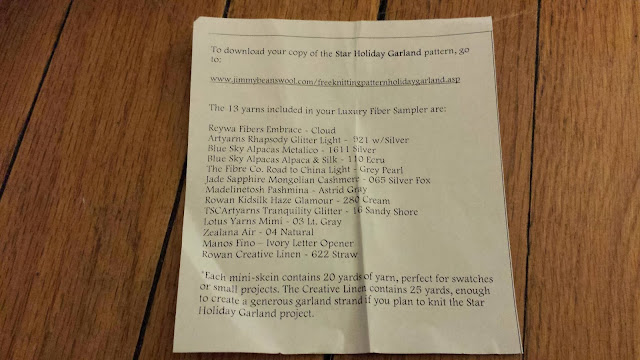 To download your copy of the Star Holiday Garland pattern, go
to:
www.jimmybeanswool.com/freeknittingpatternholidaygarland.asp
The 13 yarns included in your Luxury Fiber Sampler are:
Reywa Fibers Embrace - Cloud
Artyarns Rhapsody Glitter Light - 921 w/Silver
Blue Sky Alpacas Metalico - 1611 Silver
Blue Sky Alpacas Alpaca & Silk - 110 Ecru
The Fibre Co. Road to China Light - Grey Pearl
Jade Sapphire Mongolian Cashmere - 065 Silver Fox
Madelinetosh Pashmina - Astrid Gray
Rowan Kidsilk Haze Glamour - 280 Cream
TSCArtyarns Tranquility Glitter - 16 Sandy Shore
Lotus Yarns Mimi - 03 Lt. Gray
Zealana Air - 04 Natural
Manos Fino – Ivory Letter Opener
Rowan Creative Linen - 622 Straw
*Each mini-skein contains 20 yards of yarn, perfect for swatches
or small projects. The Creative Linen contains 25 yards, enough
to create a generous garland strand if you plan to knit the Star
Holiday Garland project.